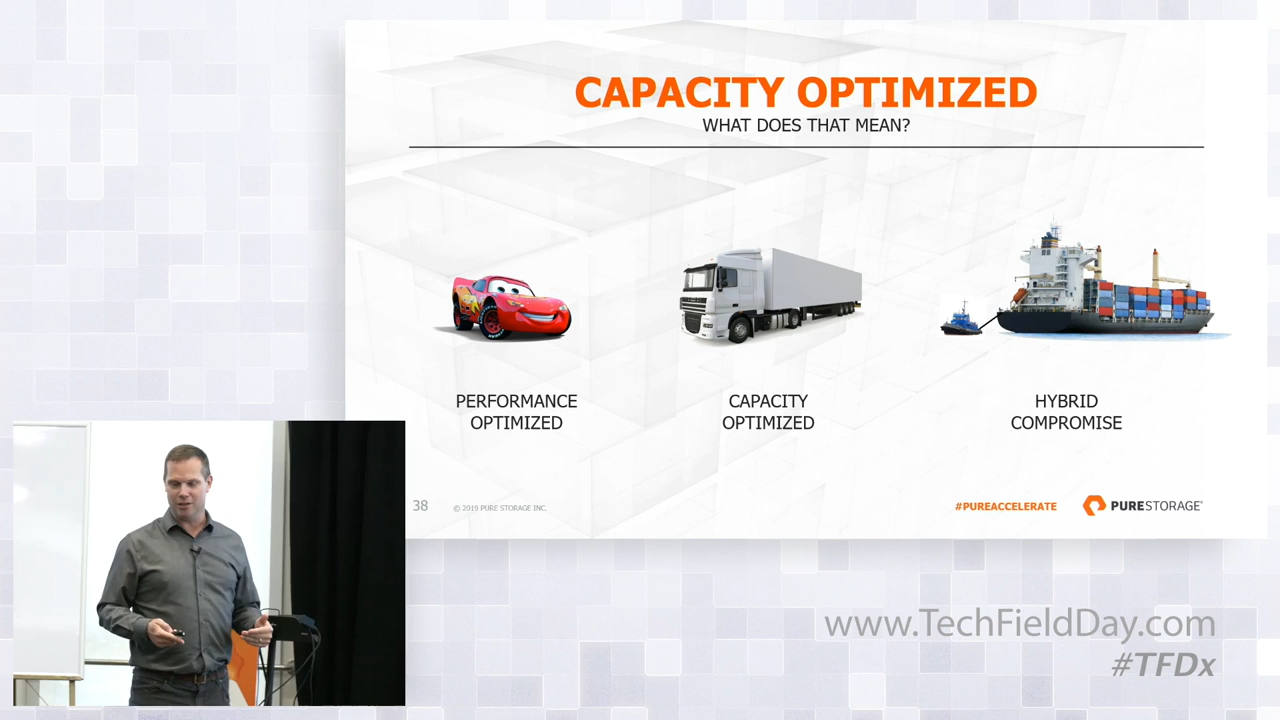 CAPACITY OPTIMIZED
WHAT DOES THAT MEAN?
PERFORMANCE
OPTIMIZED
CAPACITY
OPTIMIZED
HYBRID
COMPROMISE
38
© 2019 PURE STORAGE INC.
#PUREACCELERATE
PURESTORAGE®
www.TechFieldDay.com
#TFDx